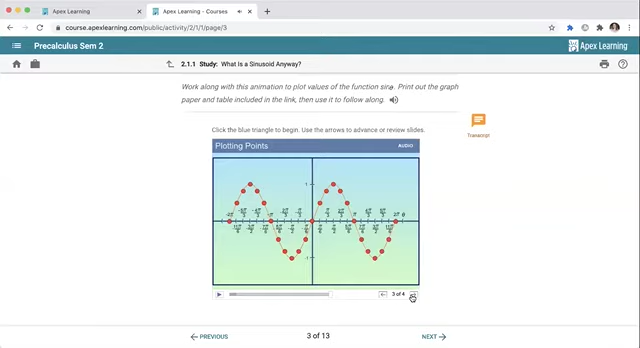 Apex Learning
Apex Learning - Courses
course.apexlearning.com/public/activity/2/1/1/page/3
Precalculus Sem 2
Apex Learning
2.1.1 Study: What Is a Sinusoid Anyway?
Work along with this animation to plot values of the function sinθ. Print out the graph
paper and table included in the link, then use it to follow along.
Transcript
Click the blue triangle to begin. Use the arrows to advance or review slides.
Plotting Points
AUDIO
1
-2π
-π
π
2π θ
-1
3 of 4
PREVIOUS
3 of 13
NEXT